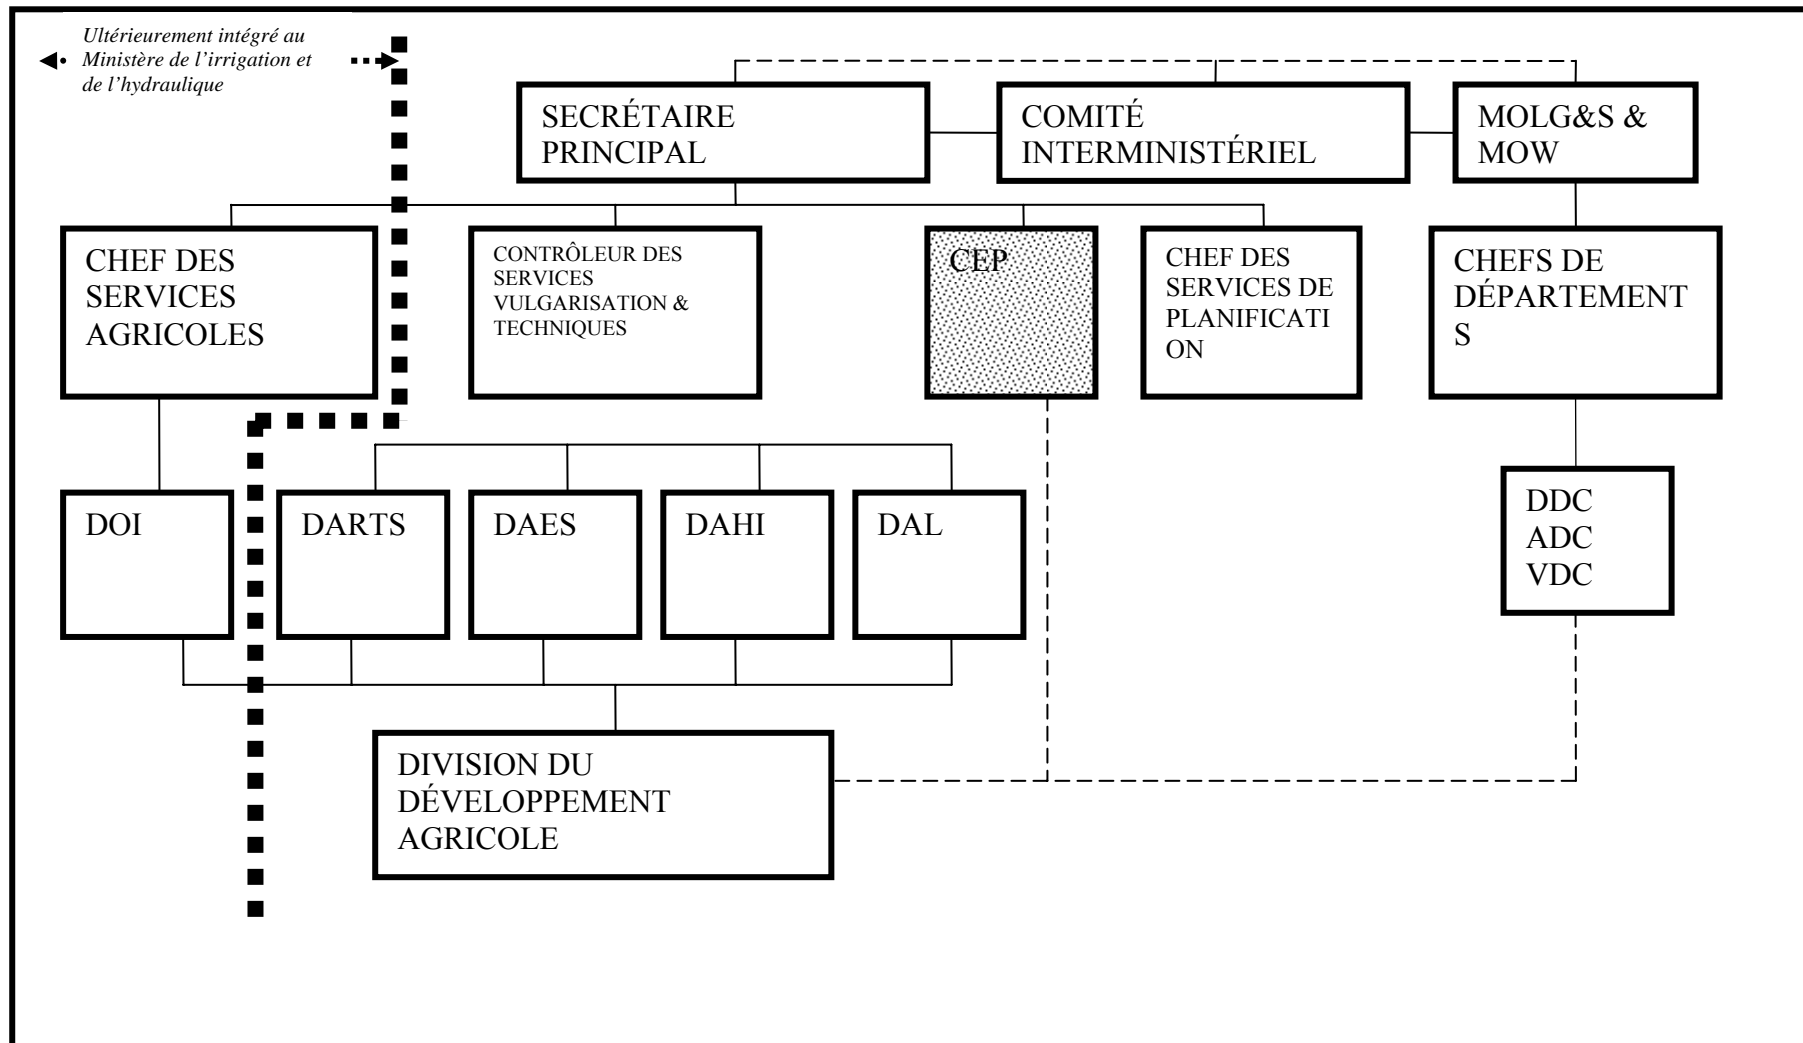 Ultérieurement intégré au
Ministère de l'irrigation et
de l'hydraulique
SECRÉTAIRE
PRINCIPAL
COMITÉ
INTERMINISTÉRIEL
MOLG&S &
MOW
CHEF DES
SERVICES
AGRICOLES
CONTRÔLEUR DES
SERVICES
VULGARISATION &
TECHNIQUES
CEP
CHEF DES
SERVICES DE
PLANIFICATI
ON
CHEFS DE
DÉPARTEMENT
S
DOI
DARTS
DAES
DAHI
DAL
DDC
ADC
VDC
DIVISION DU
DÉVELOPPEMENT
AGRICOLE